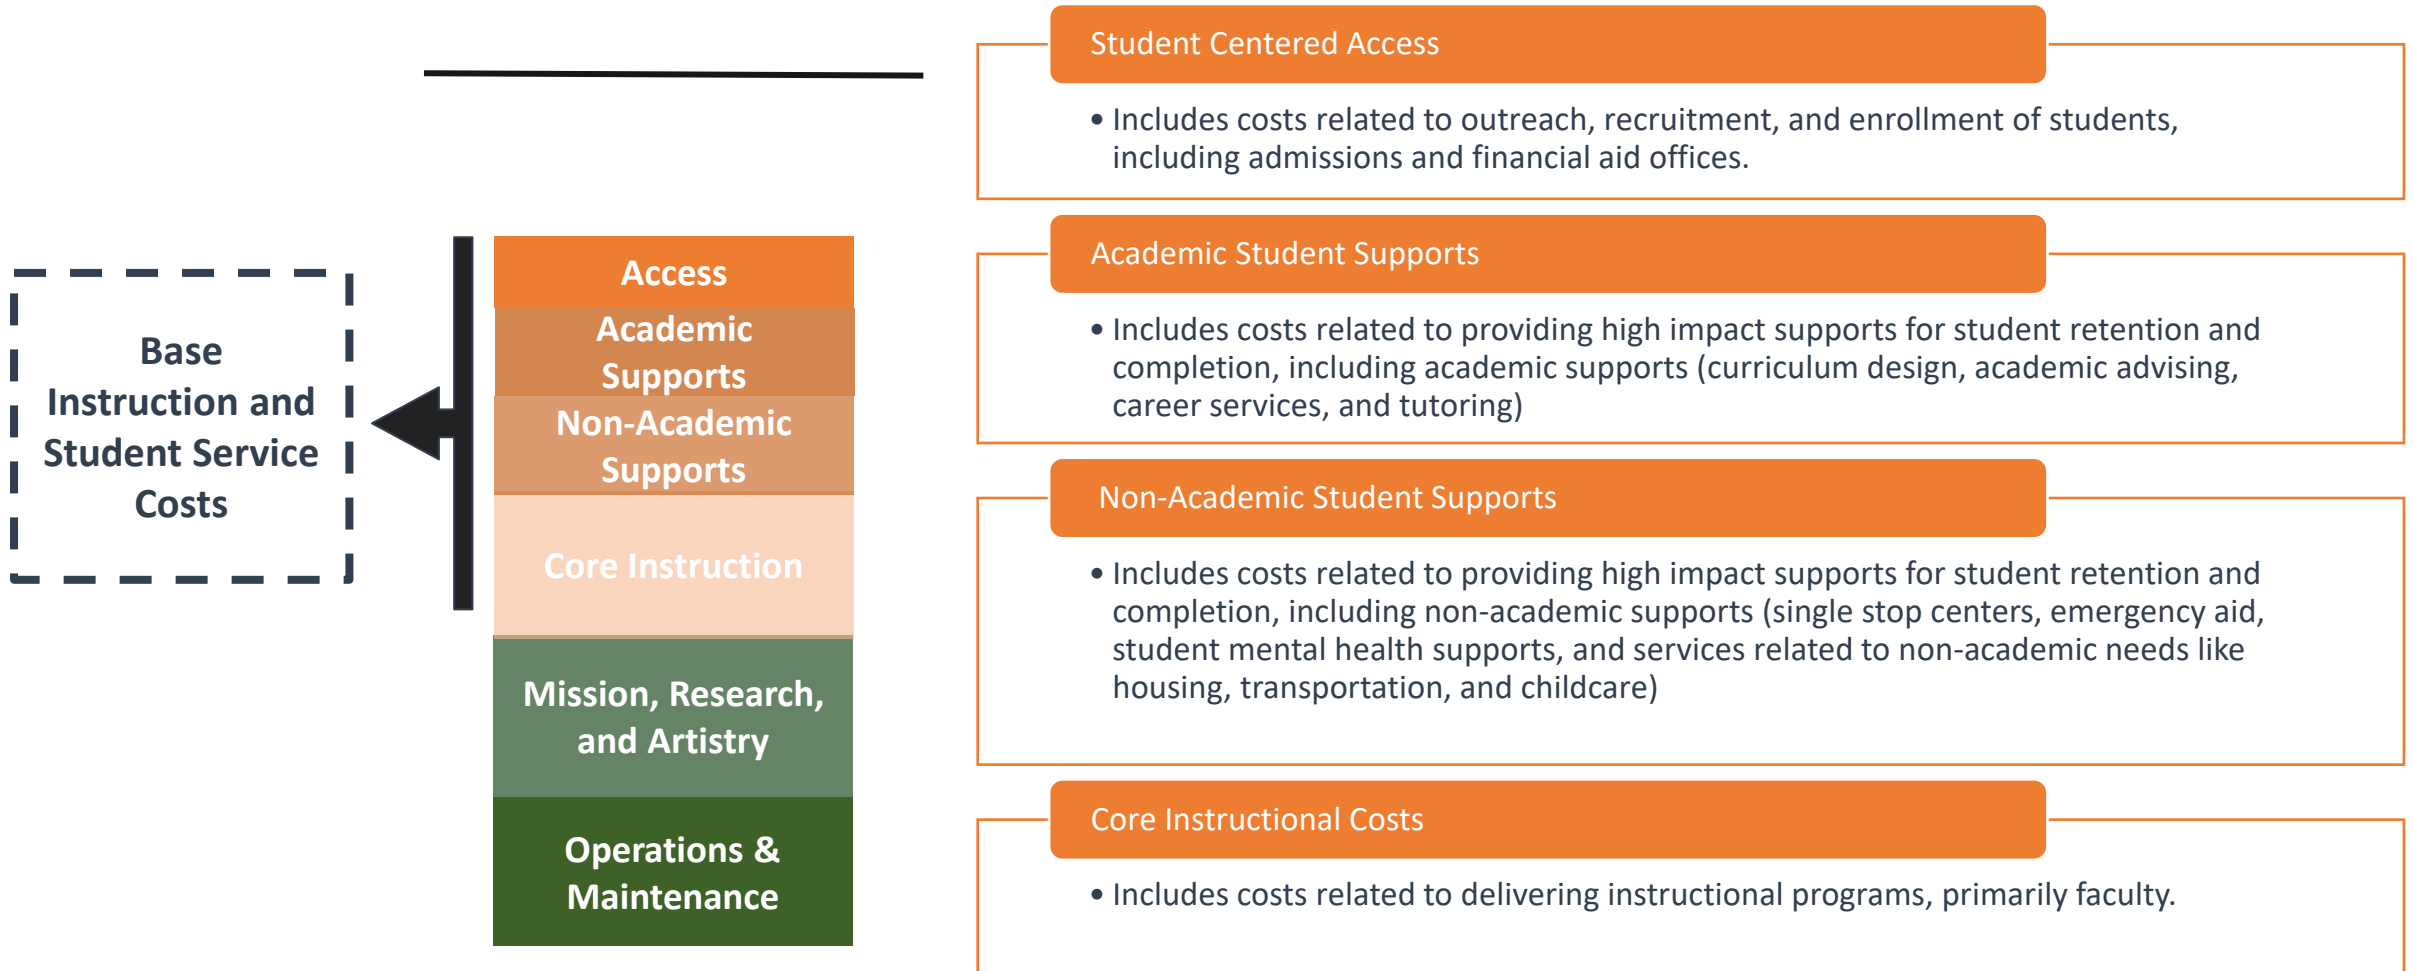 Base
Instruction and
Student Service
Costs
Access
Academic
Supports
Non-Academic
Supports
Core Instruction
Mission, Research,
and Artistry
Operations &
Maintenance
Student Centered Access
• Includes costs related to outreach, recruitment, and enrollment of students,
including admissions and financial aid offices.
Academic Student Supports
• Includes costs related to providing high impact supports for student retention and
completion, including academic supports (curriculum design, academic advising,
career services, and tutoring)
Non-Academic Student Supports
• Includes costs related to providing high impact supports for student retention and
completion, including non-academic supports (single stop centers, emergency aid,
student mental health supports, and services related to non-academic needs like
housing, transportation, and childcare)
Core Instructional Costs
• Includes costs related to delivering instructional programs, primarily faculty.